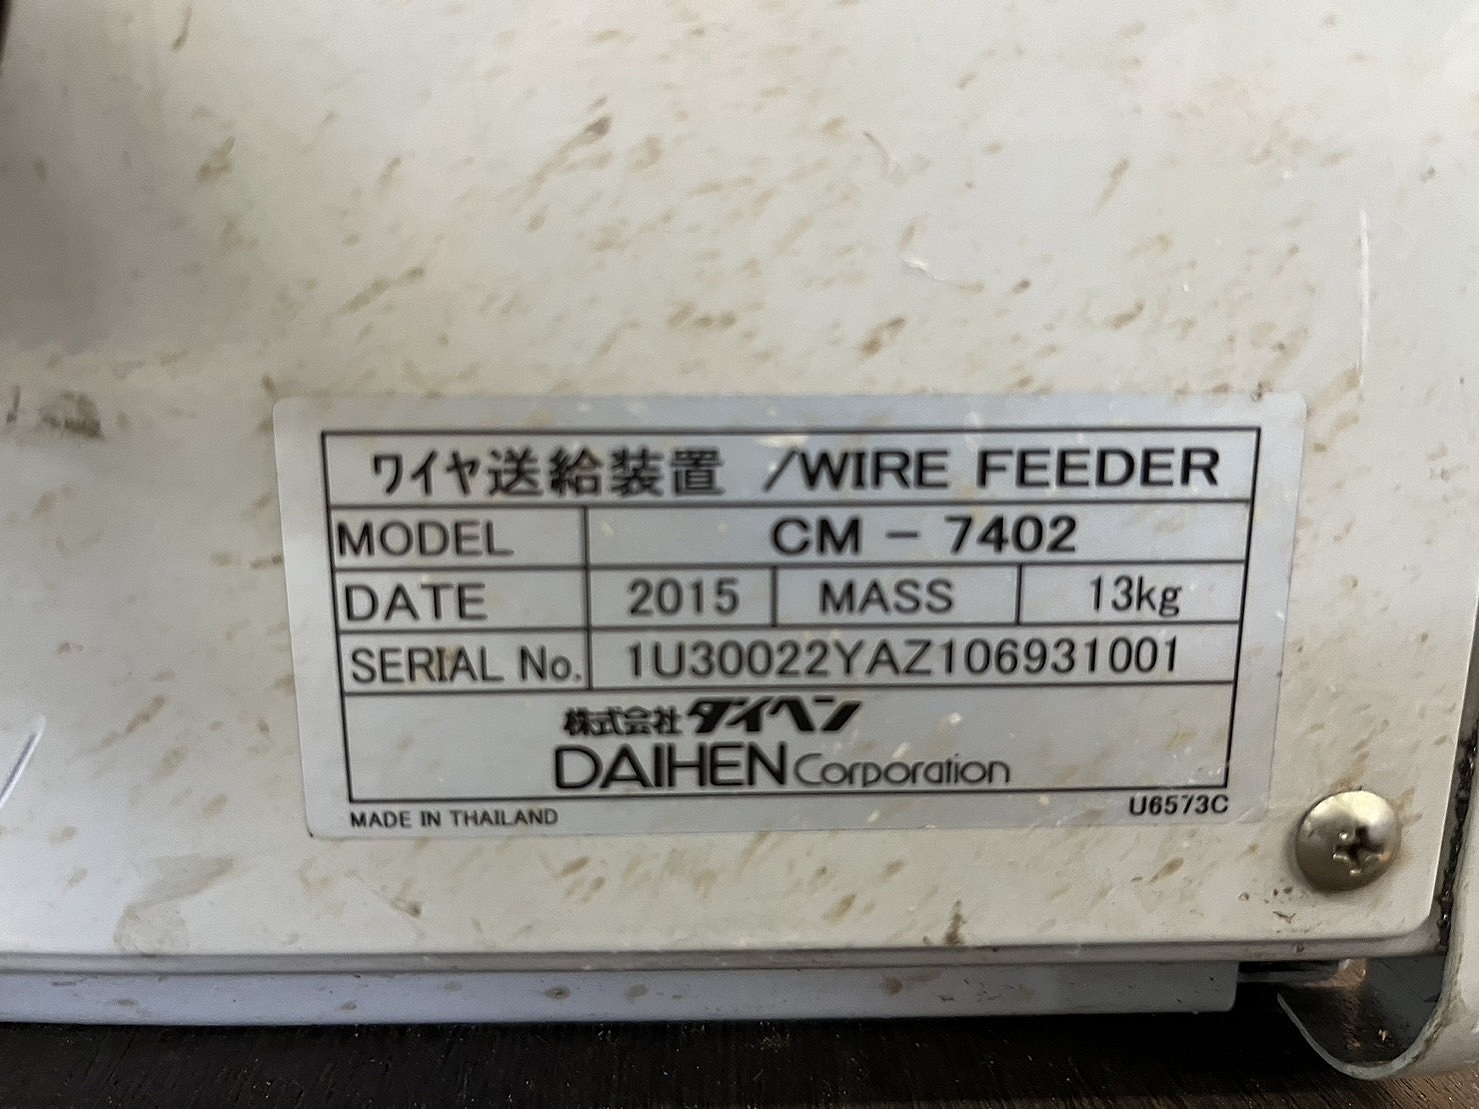 ワイヤ送給装置 /WIRE FEEDER
MODEL CM - 7402
DATE 2015 MASS 13kg
SERIAL No. 1U30022YAZ106931001
株式会社ダイヘン
DAIHEN Corporation
MADE IN THAILAND U6573C